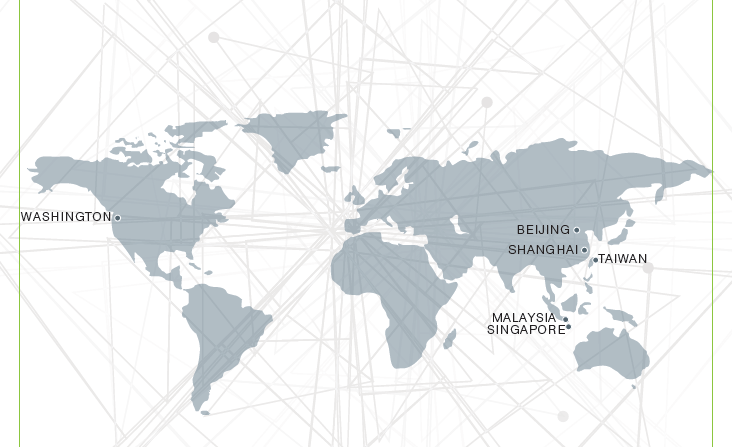 WASHINGTON
BEIJING
SHANGHAI
TAIWAN
MALAYSIA
SINGAPORE